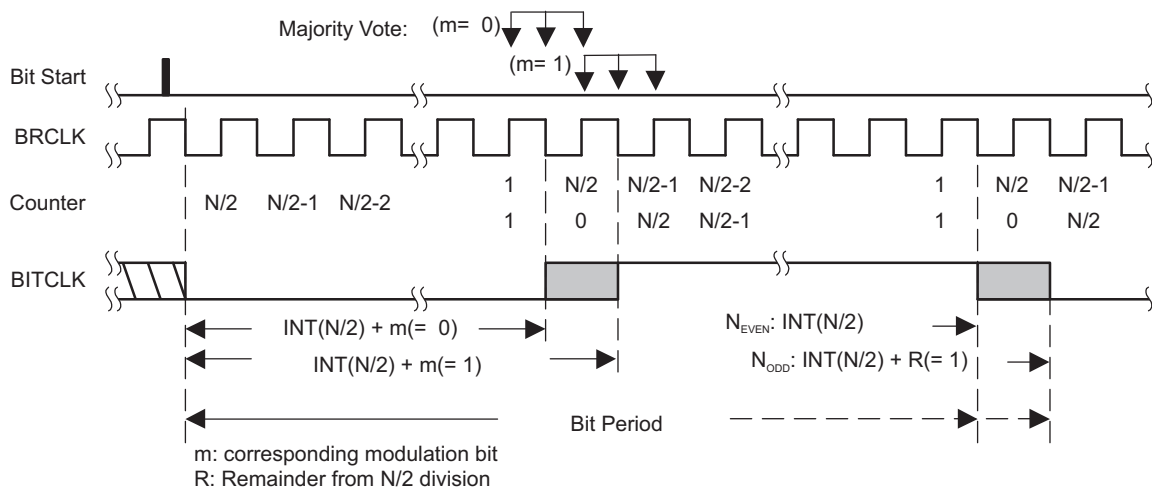 Majority Vote: (m= 0)
(m= 1)
Bit Start
BRCLK
Counter
N/2 N/2-1 N/2-2 1 N/2 N/2-1 N/2-2 1 N/2 N/2-1
1 0 N/2 N/2-1 1 0 N/2
BITCLK
INT(N/2) + m(= 0)
NEVEN: INT(N/2)
INT(N/2) + m(= 1)
NODD: INT(N/2) + R(= 1)
Bit Period
m: corresponding modulation bit
R: Remainder from N/2 division